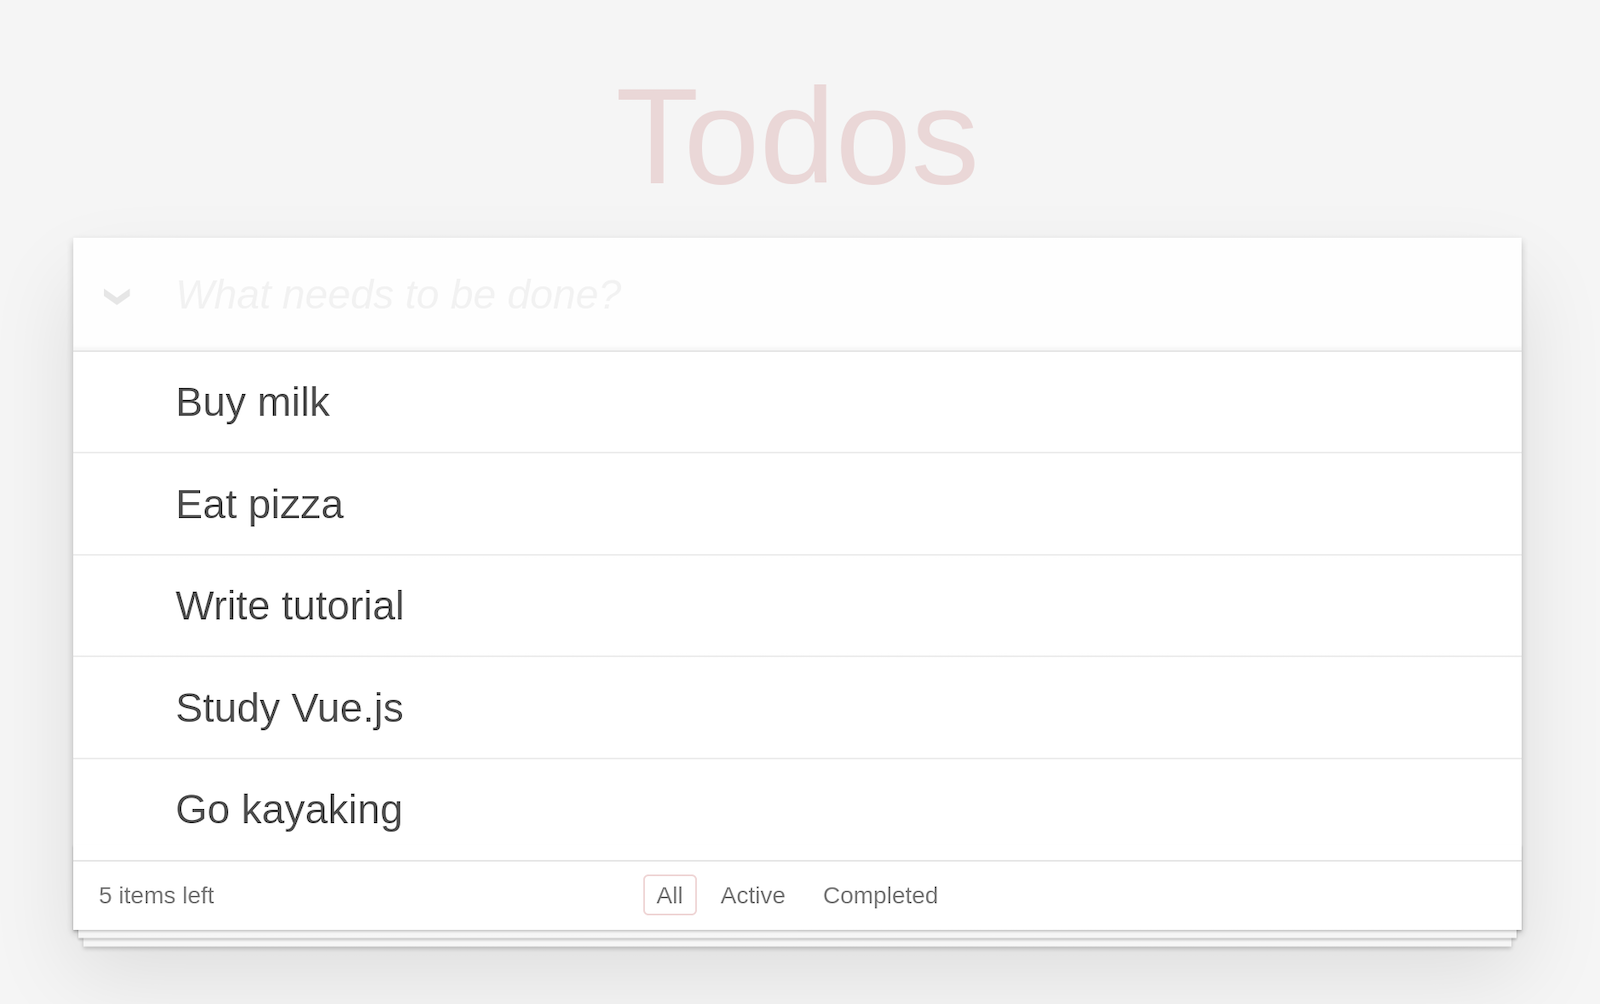 Todos
What needs to be done?
Buy milk
Eat pizza
Write tutorial
Study Vue.js
Go kayaking
5 items left All Active Completed